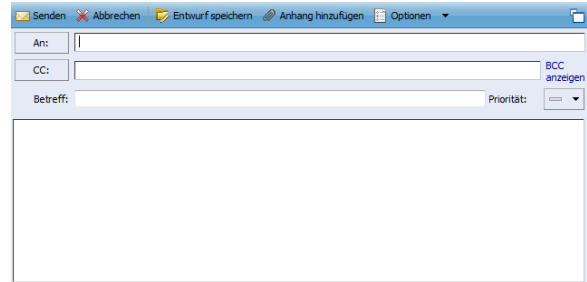 Senden Abbrechen Entwurf speichern Anhang hinzufügen Optionen
An:
CC: BCC
anzeigen
Betreff: Priorität: